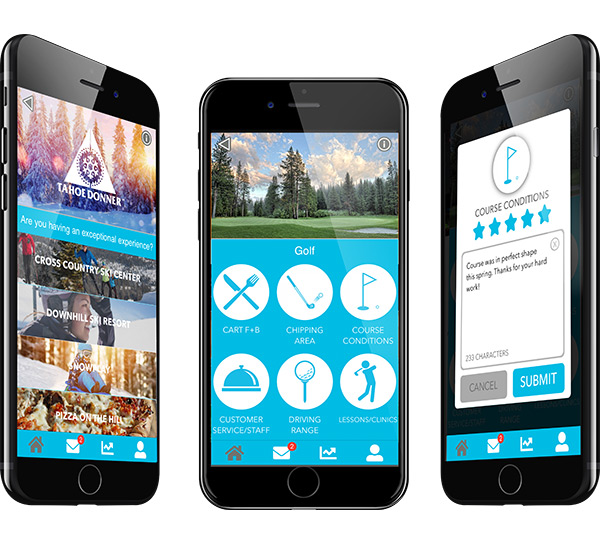 TAHOE DONNER
Are you having an exceptional experience?
CROSS COUNTRY SKI CENTER
DOWNHILL SKI RESORT
SNOWPLAY
PIZZA ON THE HILL
2
Golf
CART F+B
CHIPPING
AREA
COURSE
CONDITIONS
CUSTOMER
SERVICE/STAFF
DRIVING
RANGE
LESSONS/CLINICS
2
COURSE CONDITIONS
Course was in perfect shape
this spring. Thanks for your hard
work!
233 CHARACTERS
CANCEL
SUBMIT
2